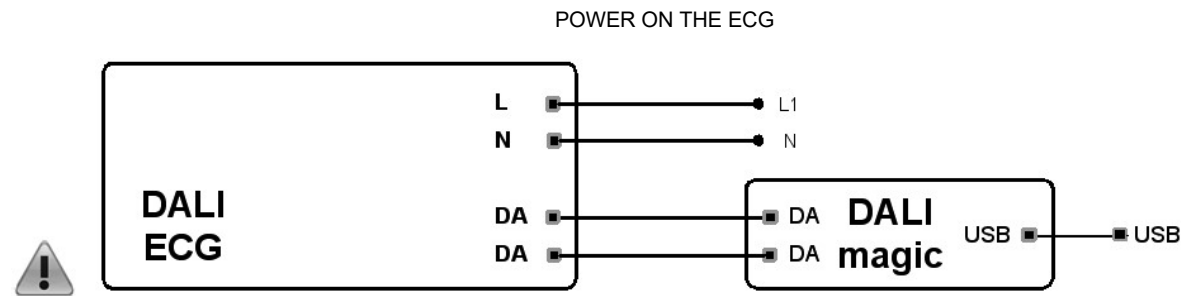 POWER ON THE ECG
L L1
N N
DALI
ECG
DA DA
DA DA
DALI
magic
USB USB